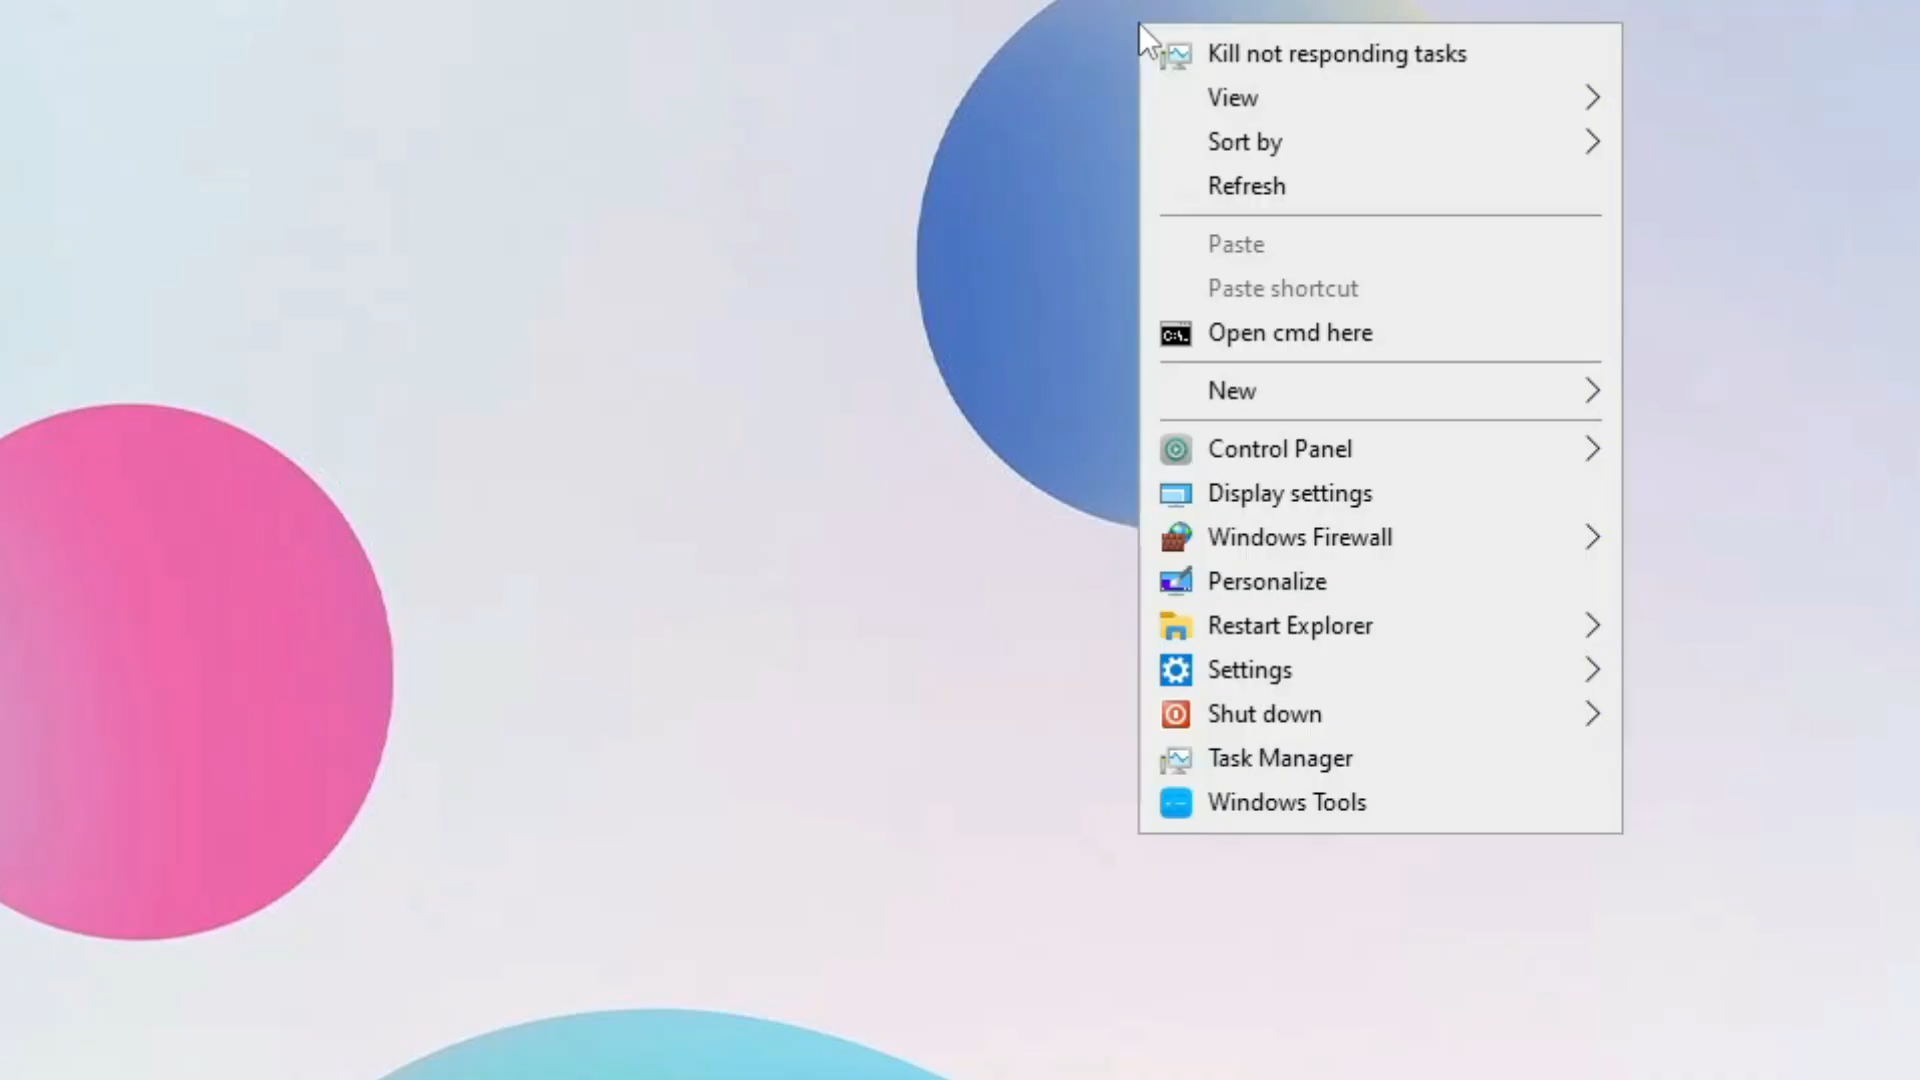 Kill not responding tasks
View
Sort by
Refresh
Paste
Paste shortcut
Open cmd here
New
Control Panel
Display settings
Windows Firewall
Personalize
Restart Explorer
Settings
Shut down
Task Manager
Windows Tools